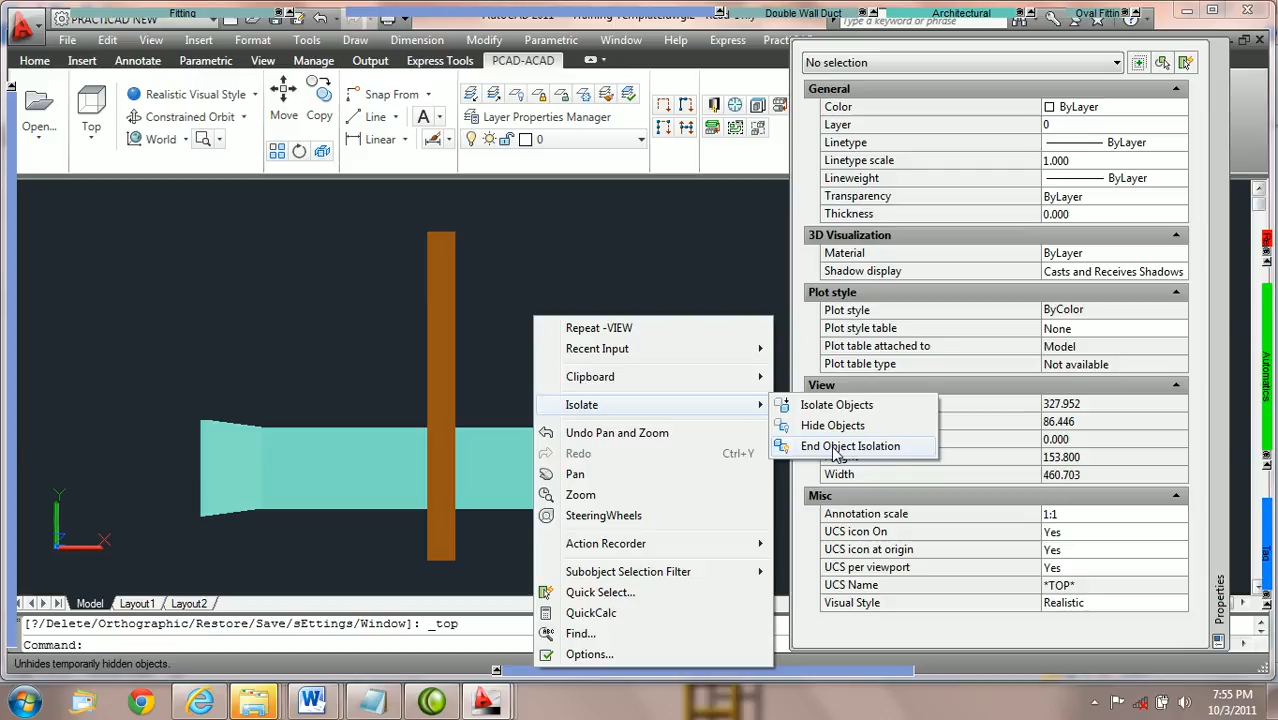 Fitting
Double Wall Duct
Architectural
Oval Fittin
PRACTICAD NEW
Type a keyword or phrase
File
Edit
View
Insert
Format
Tools
Draw
Dimension
Modify
Parametric
Window
Help
Express
Home
Insert
Annotate
Parametric
View
Manage
Output
Express Tools
PCAD-ACAD
Open...
Top
Realistic Visual Style
Constrained Orbit
World
Move
Copy
Snap From
Line
Linear
A
Layer Properties Manager
0
No selection
General
Color ByLayer
Layer 0
Linetype ByLayer
Linetype scale 1.000
Lineweight ByLayer
Transparency ByLayer
Thickness 0.000
3D Visualization
Material ByLayer
Shadow display Casts and Receives Shadows
Plot style
Plot style ByColor
Plot style table None
Plot table attached to Model
Plot table type Not available
View
327.952
86.446
0.000
153.800
Width 460.703
Misc
Annotation scale 1:1
UCS icon On Yes
UCS icon at origin Yes
UCS per viewport Yes
UCS Name *TOP*
Visual Style Realistic
Properties
Automatics
Tag
Repeat -VIEW
Recent Input
Clipboard
Isolate
Undo Pan and Zoom
Redo Ctrl+Y
Pan
Zoom
SteeringWheels
Action Recorder
Subobject Selection Filter
Quick Select...
QuickCalc
Find...
Options...
Isolate Objects
Hide Objects
End Object Isolation
Y
Z
X
Model
Layout1
Layout2
[?/Delete/Orthographic/Restore/Save/sEttings/Window]: _top
Command:
Unhides temporarily hidden objects.
7:55 PM
10/3/2011